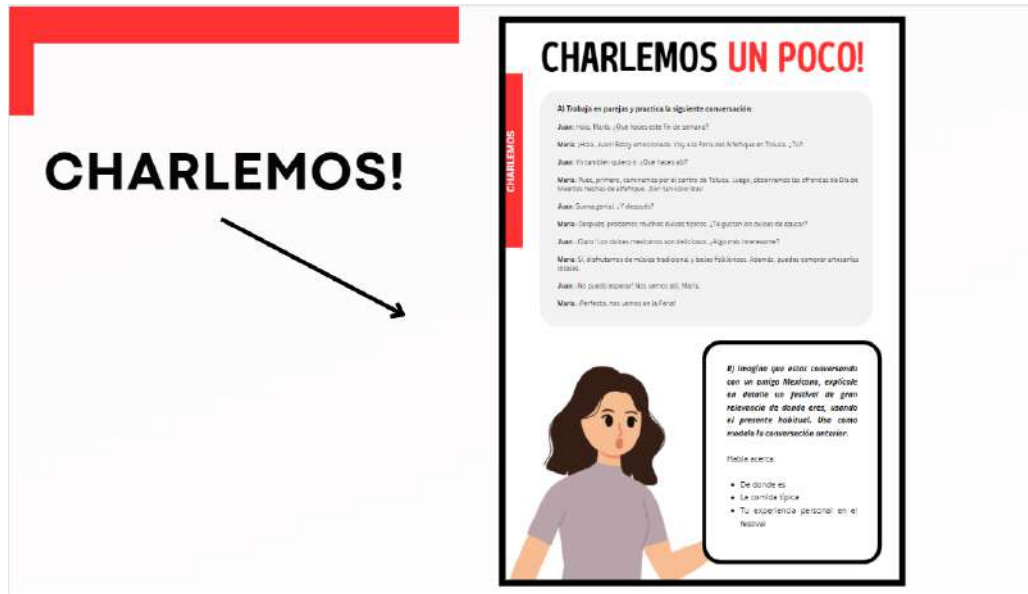 CHARLEMOS!
CHARLEMOS UN POCO!
CHARLEMOS
A) Trabaja en parejas y practica la siguiente conversación:
Juan: Hola, María. ¿Qué haces este fin de semana?
María: ¡Hola, Juan! Estoy emocionada. Voy a la Feria del Alfeñique en Toluca. ¿Tú?
Juan: Yo también quiero ir. ¿Qué haces allí?
María: Pues, primero, caminamos por el centro de Toluca. Luego, observamos las ofrendas de Día de
Muertos hechas de alfeñique. ¡Son tan coloridas!
Juan: Suena genial. ¿Y después?
María: Después, probamos muchos dulces típicos. ¿Te gustan los dulces de azúcar?
Juan: ¡Claro! Los dulces mexicanos son deliciosos. ¿Algo más interesante?
María: Sí, disfrutamos de música tradicional y bailes folklóricos. Además, puedes comprar artesanías
locales.
Juan: ¡No puedo esperar! Nos vemos allí, María.
María: ¡Perfecto, nos vemos en la Feria!
B) Imagina que estas conversando
con un amigo Mexicano, explícale
en detalle un festival de gran
relevancia de donde eres, usando
el presente habitual. Usa como
modelo la conversación anterior.
Habla acerca:
De donde es
La comida típica
Tu experiencia personal en el
festival